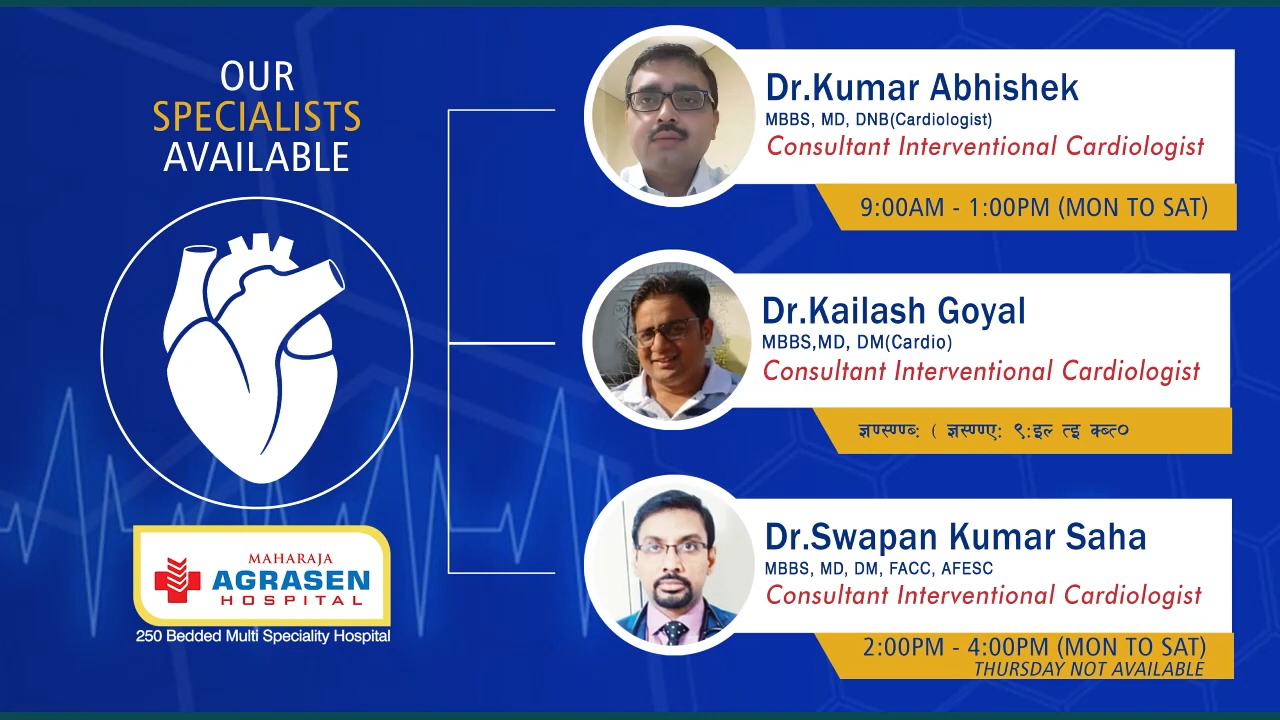 OUR
SPECIALISTS
AVAILABLE
MAHARAJA
AGRASEN
HOSPITAL
250 Bedded Multi Speciality Hospital
Dr.Kumar Abhishek
MBBS, MD, DNB(Cardiologist)
Consultant Interventional Cardiologist
9:00AM - 1:00PM (MON TO SAT)
Dr.Kailash Goyal
MBBS,MD, DM(Cardio)
Consultant Interventional Cardiologist
Dr.Swapan Kumar Saha
MBBS, MD, DM, FACC, AFESC
Consultant Interventional Cardiologist
2:00PM - 4:00PM (MON TO SAT)
THURSDAY NOT AVAILABLE